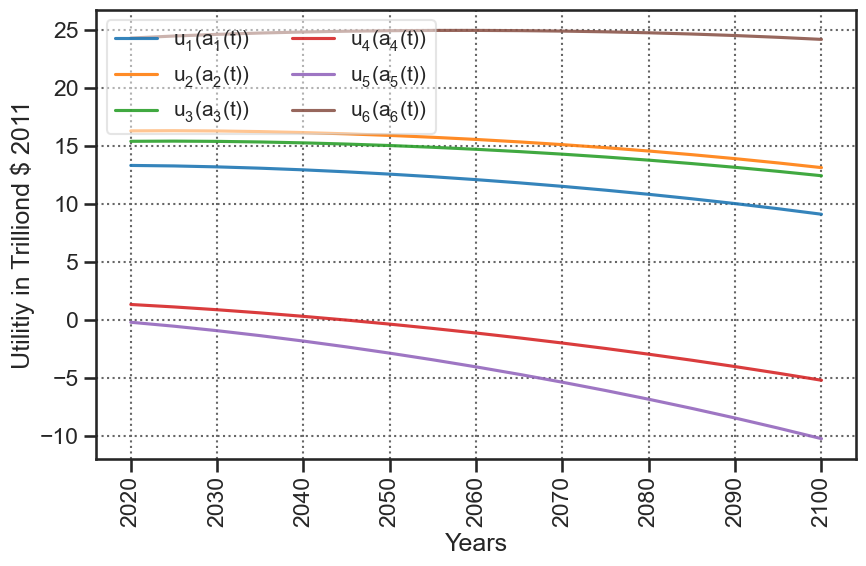 Utilitiy in Trilliond $ 2011
25
20
15
10
5
0
−5
−10
u₁(a₁(t))
u₂(a₂(t))
u₃(a₃(t))
u₄(a₄(t))
u₅(a₅(t))
u₆(a₆(t))
2020
2030
2040
2050
2060
2070
2080
2090
2100
Years